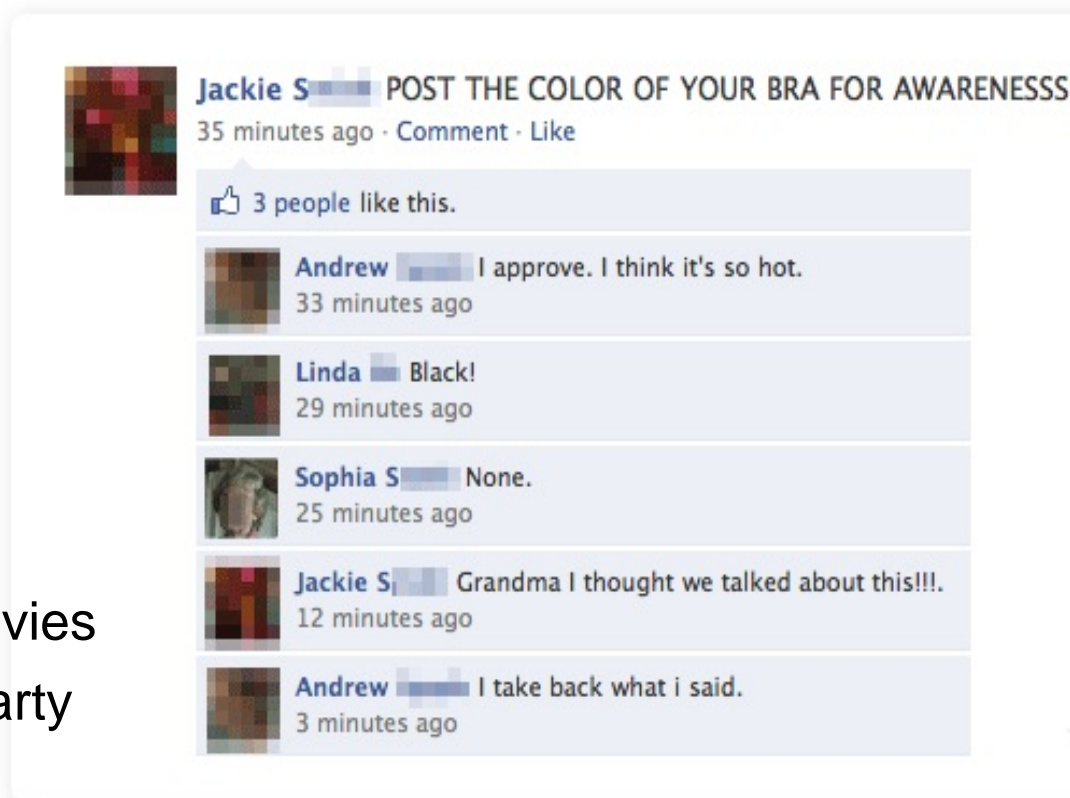 Jackie S POST THE COLOR OF YOUR BRA FOR AWARENESSS
35 minutes ago · Comment · Like
3 people like this.
Andrew I approve. I think it's so hot.
33 minutes ago
Linda Black!
29 minutes ago
Sophia S None.
25 minutes ago
Jackie S Grandma I thought we talked about this!!!.
12 minutes ago
Andrew I take back what i said.
3 minutes ago
vies
arty